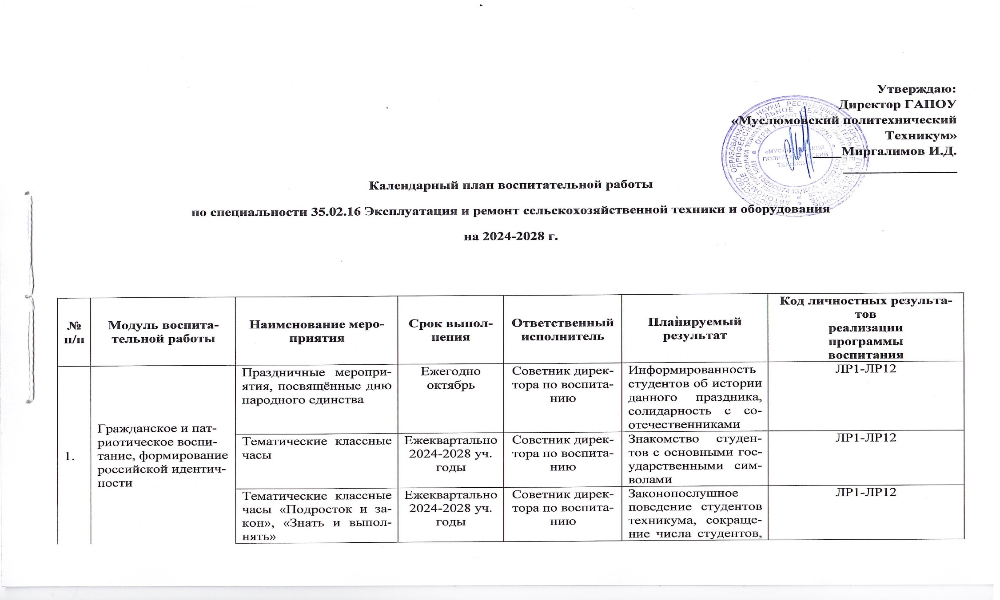 Утверждаю:
Директор ГАПОУ
«Муслюмовский политехнический
Техникум»
____Миргалимов И.Д.
Календарный план воспитательной работы
по специальности 35.02.16 Эксплуатация и ремонт сельскохозяйственной техники и оборудования
на 2024-2028 г.
№
п/п
Модуль воспита-
тельной работы
Наименование меро-
приятия
Срок выпол-
нения
Ответственный
исполнитель
Планируемый
результат
Код личностных результа-
тов
реализации
программы
воспитания
1.
Гражданское и пат-
риотическое воспи-
тание, формирование
российской идентич-
ности
Праздничные меропри-
ятия, посвящённые дню
народного единства
Ежегодно
октябрь
Советник дирек-
тора по воспита-
нию
Информированность
студентов об истории
данного праздника,
солидарность с со-
отечественниками
ЛР1-ЛР12
Тематические классные
часы
Ежеквартально
2024-2028 уч.
годы
Советник дирек-
тора по воспита-
нию
Знакомство студен-
тов с основными гос-
ударственными сим-
волами
ЛР1-ЛР12
Тематические классные
часы «Подросток и за-
кон», «Знать и выпол-
нять»
Ежеквартально
2024-2028 уч.
годы
Советник дирек-
тора по воспита-
нию
Законопослушное
поведение студентов
техникума, сокраще-
ние числа студентов,
ЛР1-ЛР12
«МУСЛЮМОВСКИЙ
ПОЛИТЕХНИЧЕСКИЙ
ТЕХНИКУМ»